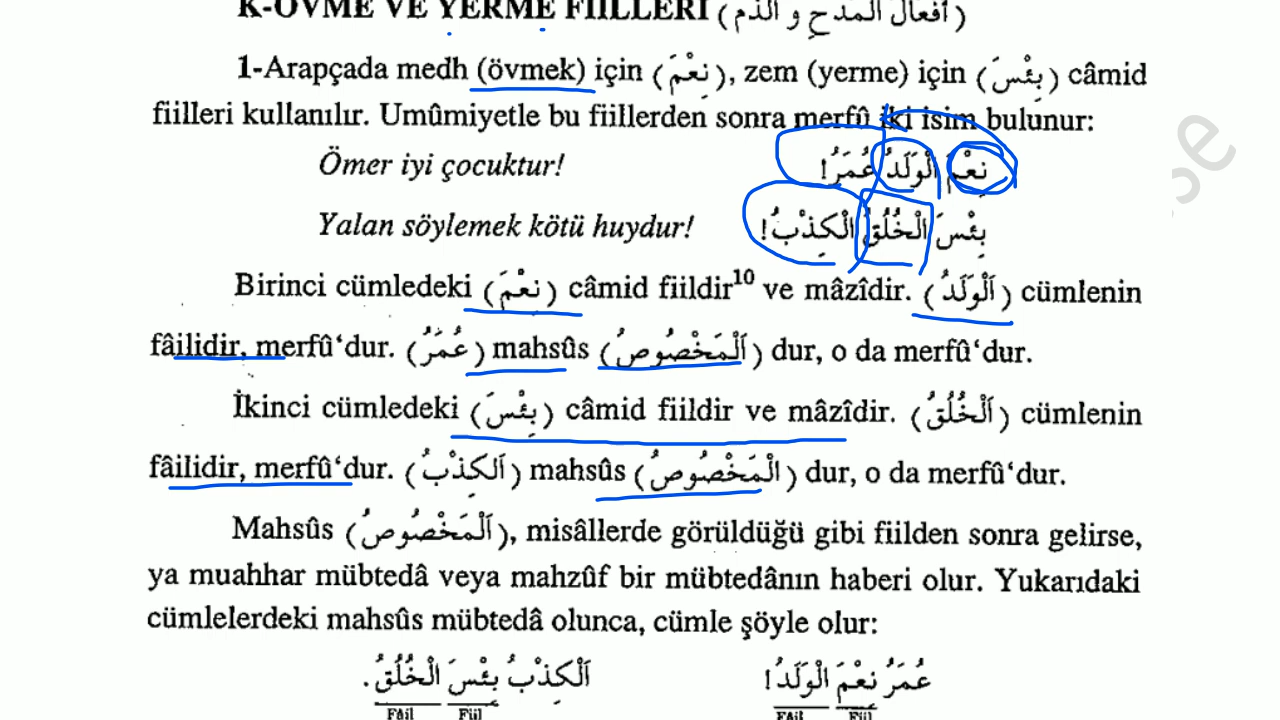 K-ÖVME VE YERME FİİLLERİ (أَفْعَالُ الْمَدْحِ وَ الذَّمِّ)
1-Arapçada medh (övmek) için (نِعْمَ), zem (yerme) için (بِئْسَ) câmid
fiilleri kullanılır. Umûmiyetle bu fiillerden sonra merfû iki isim bulunur:
Ömer iyi çocuktur! نِعْمَ الْوَلَدُ عُمَرُ!
Yalan söylemek kötü huydur! بِئْسَ الْخُلُقُ الْكِذْبُ!
Birinci cümledeki (نِعْمَ) câmid fiildir10 ve mâzîdir. (اَلْوَلَدُ) cümlenin
fâilidir, merfû‘dur. (عُمَرُ) mahsûs (اَلْمَخْصُوصُ) dur, o da merfû‘dur.
İkinci cümledeki (بِئْسَ) câmid fiildir ve mâzîdir. (اَلْخُلُقُ) cümlenin
fâilidir, merfû‘dur. (اَلكِذْبُ) mahsûs (الْمَخْصُوصُ) dur, o da merfû‘dur.
Mahsûs (اَلْمَخْصُوصُ), misâllerde görüldüğü gibi fiilden sonra gelirse,
ya muahhar mübtedâ veya mahzûf bir mübtedânın haberi olur. Yukarıdaki
cümlelerdeki mahsûs mübtedâ olunca, cümle şöyle olur:
عُمَرُ نِعْمَ الْوَلَدُ! اَلْكِذْبُ بِئْسَ الْخُلُقُ.
Fâil Fiil Fâil Fiil